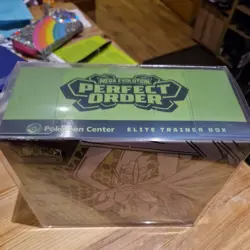 MEGA EVOLUTION
PERFECT
ORDER
Pokémon Center ELITE TRAINER BOX